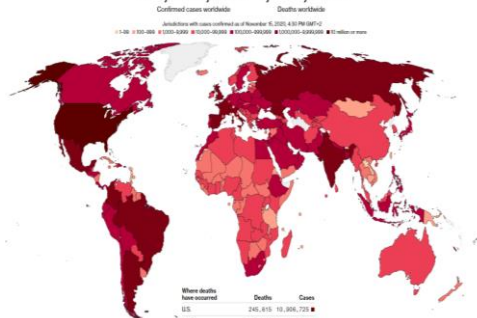 Confirmed cases worldwide Deaths worldwide
Jurisdictions with cases confirmed as of November 15, 2020, 4:30 PM GMT+2
1–99 100–999 1,000–9,999 10,000–99,999 100,000–999,999 1,000,000–9,999,999 10 million or more
Where deaths
have occurred Deaths Cases
U.S. 245,615 10,906,725